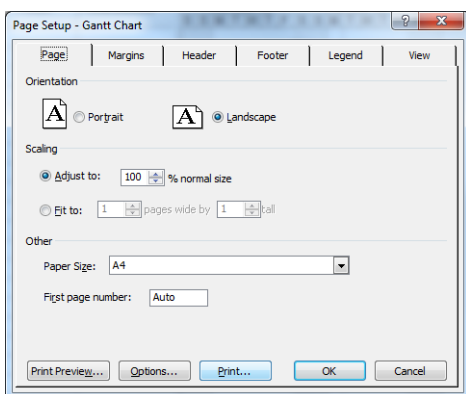 Page Setup - Gantt Chart
Page Margins Header Footer Legend View
Orientation
A Portrait A Landscape
Scaling
Adjust to: 100 % normal size
Fit to: 1 pages wide by 1 tall
Other
Paper Size: A4
First page number: Auto
Print Preview... Options... Print... OK Cancel